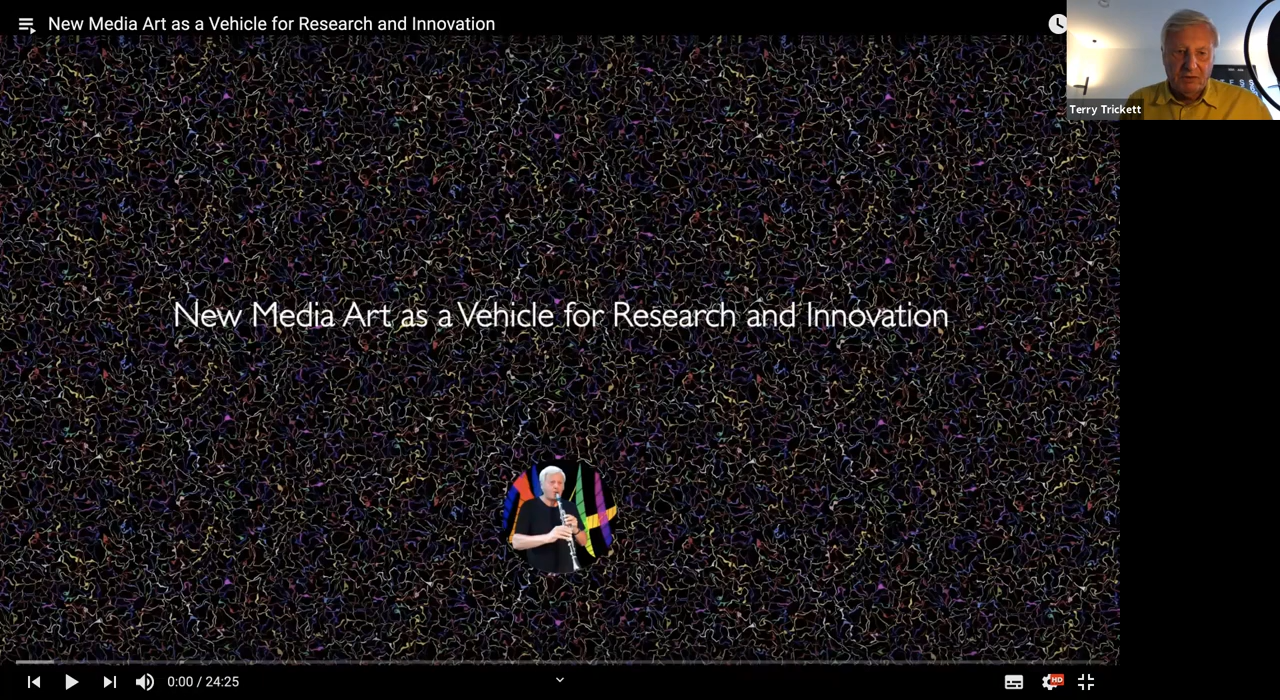 New Media Art as a Vehicle for Research and Innovation
Terry Trickett
New Media Art as a Vehicle for Research and Innovation
0:00 / 24:25
HD